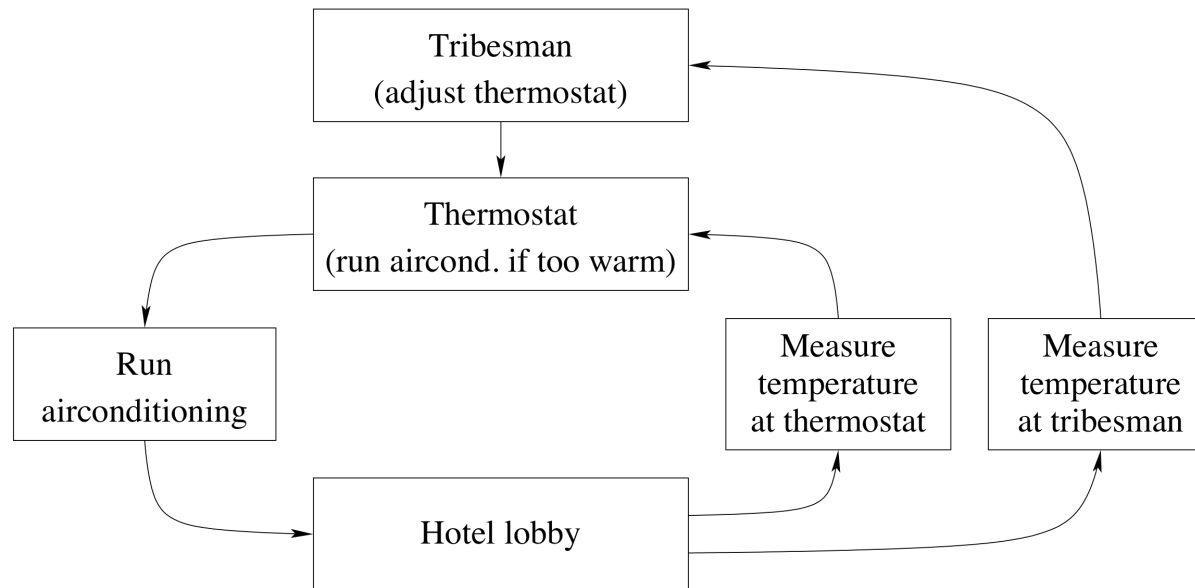 Tribesman
(adjust thermostat)
Thermostat
(run aircond. if too warm)
Run
airconditioning
Measure
temperature
at thermostat
Measure
temperature
at tribesman
Hotel lobby